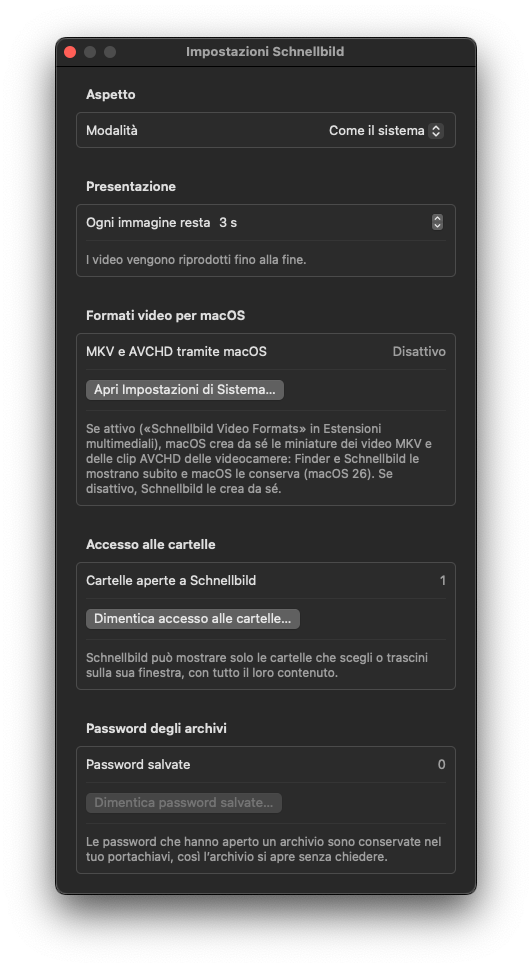 Impostazioni Schnellbild
Aspetto
Modalità Come il sistema
Presentazione
Ogni immagine resta 3 s
I video vengono riprodotti fino alla fine.
Formati video per macOS
MKV e AVCHD tramite macOS Disattivo
Apri Impostazioni di Sistema...
Se attivo («Schnellbild Video Formats» in Estensioni
multimediali), macOS crea da sé le miniature dei video MKV e
delle clip AVCHD delle videocamere: Finder e Schnellbild le
mostrano subito e macOS le conserva (macOS 26). Se
disattivo, Schnellbild le crea da sé.
Accesso alle cartelle
Cartelle aperte a Schnellbild 1
Dimentica accesso alle cartelle...
Schnellbild può mostrare solo le cartelle che scegli o trascini
sulla sua finestra, con tutto il loro contenuto.
Password degli archivi
Password salvate 0
Dimentica password salvate...
Le password che hanno aperto un archivio sono conservate nel
tuo portachiavi, così l’archivio si apre senza chiedere.